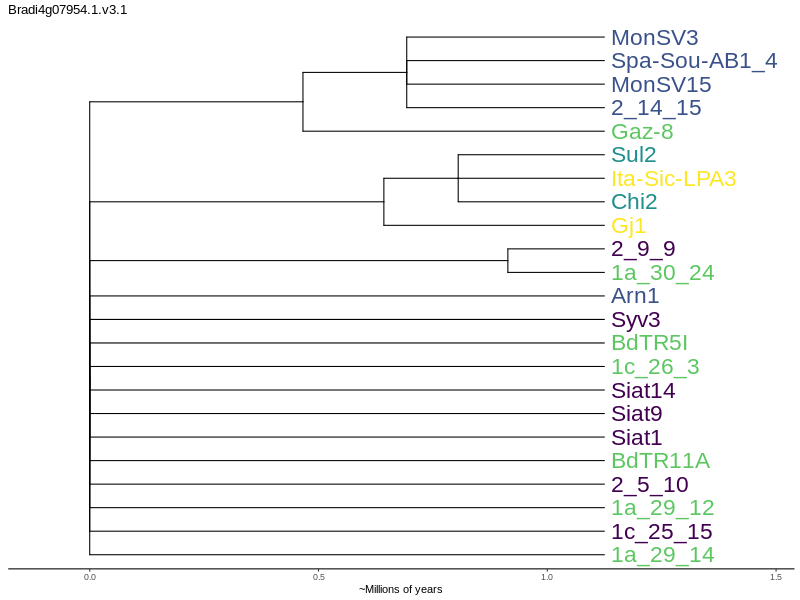 Bradi4g07954.1.v3.1
MonSV3
Spa-Sou-AB1_4
MonSV15
2_14_15
Gaz-8
Sul2
Ita-Sic-LPA3
Chi2
Gj1
2_9_9
1a_30_24
Arn1
Syv3
BdTR5I
1c_26_3
Siat14
Siat9
Siat1
BdTR11A
2_5_10
1a_29_12
1c_25_15
1a_29_14
0.0 0.5 1.0 1.5
~Millions of years